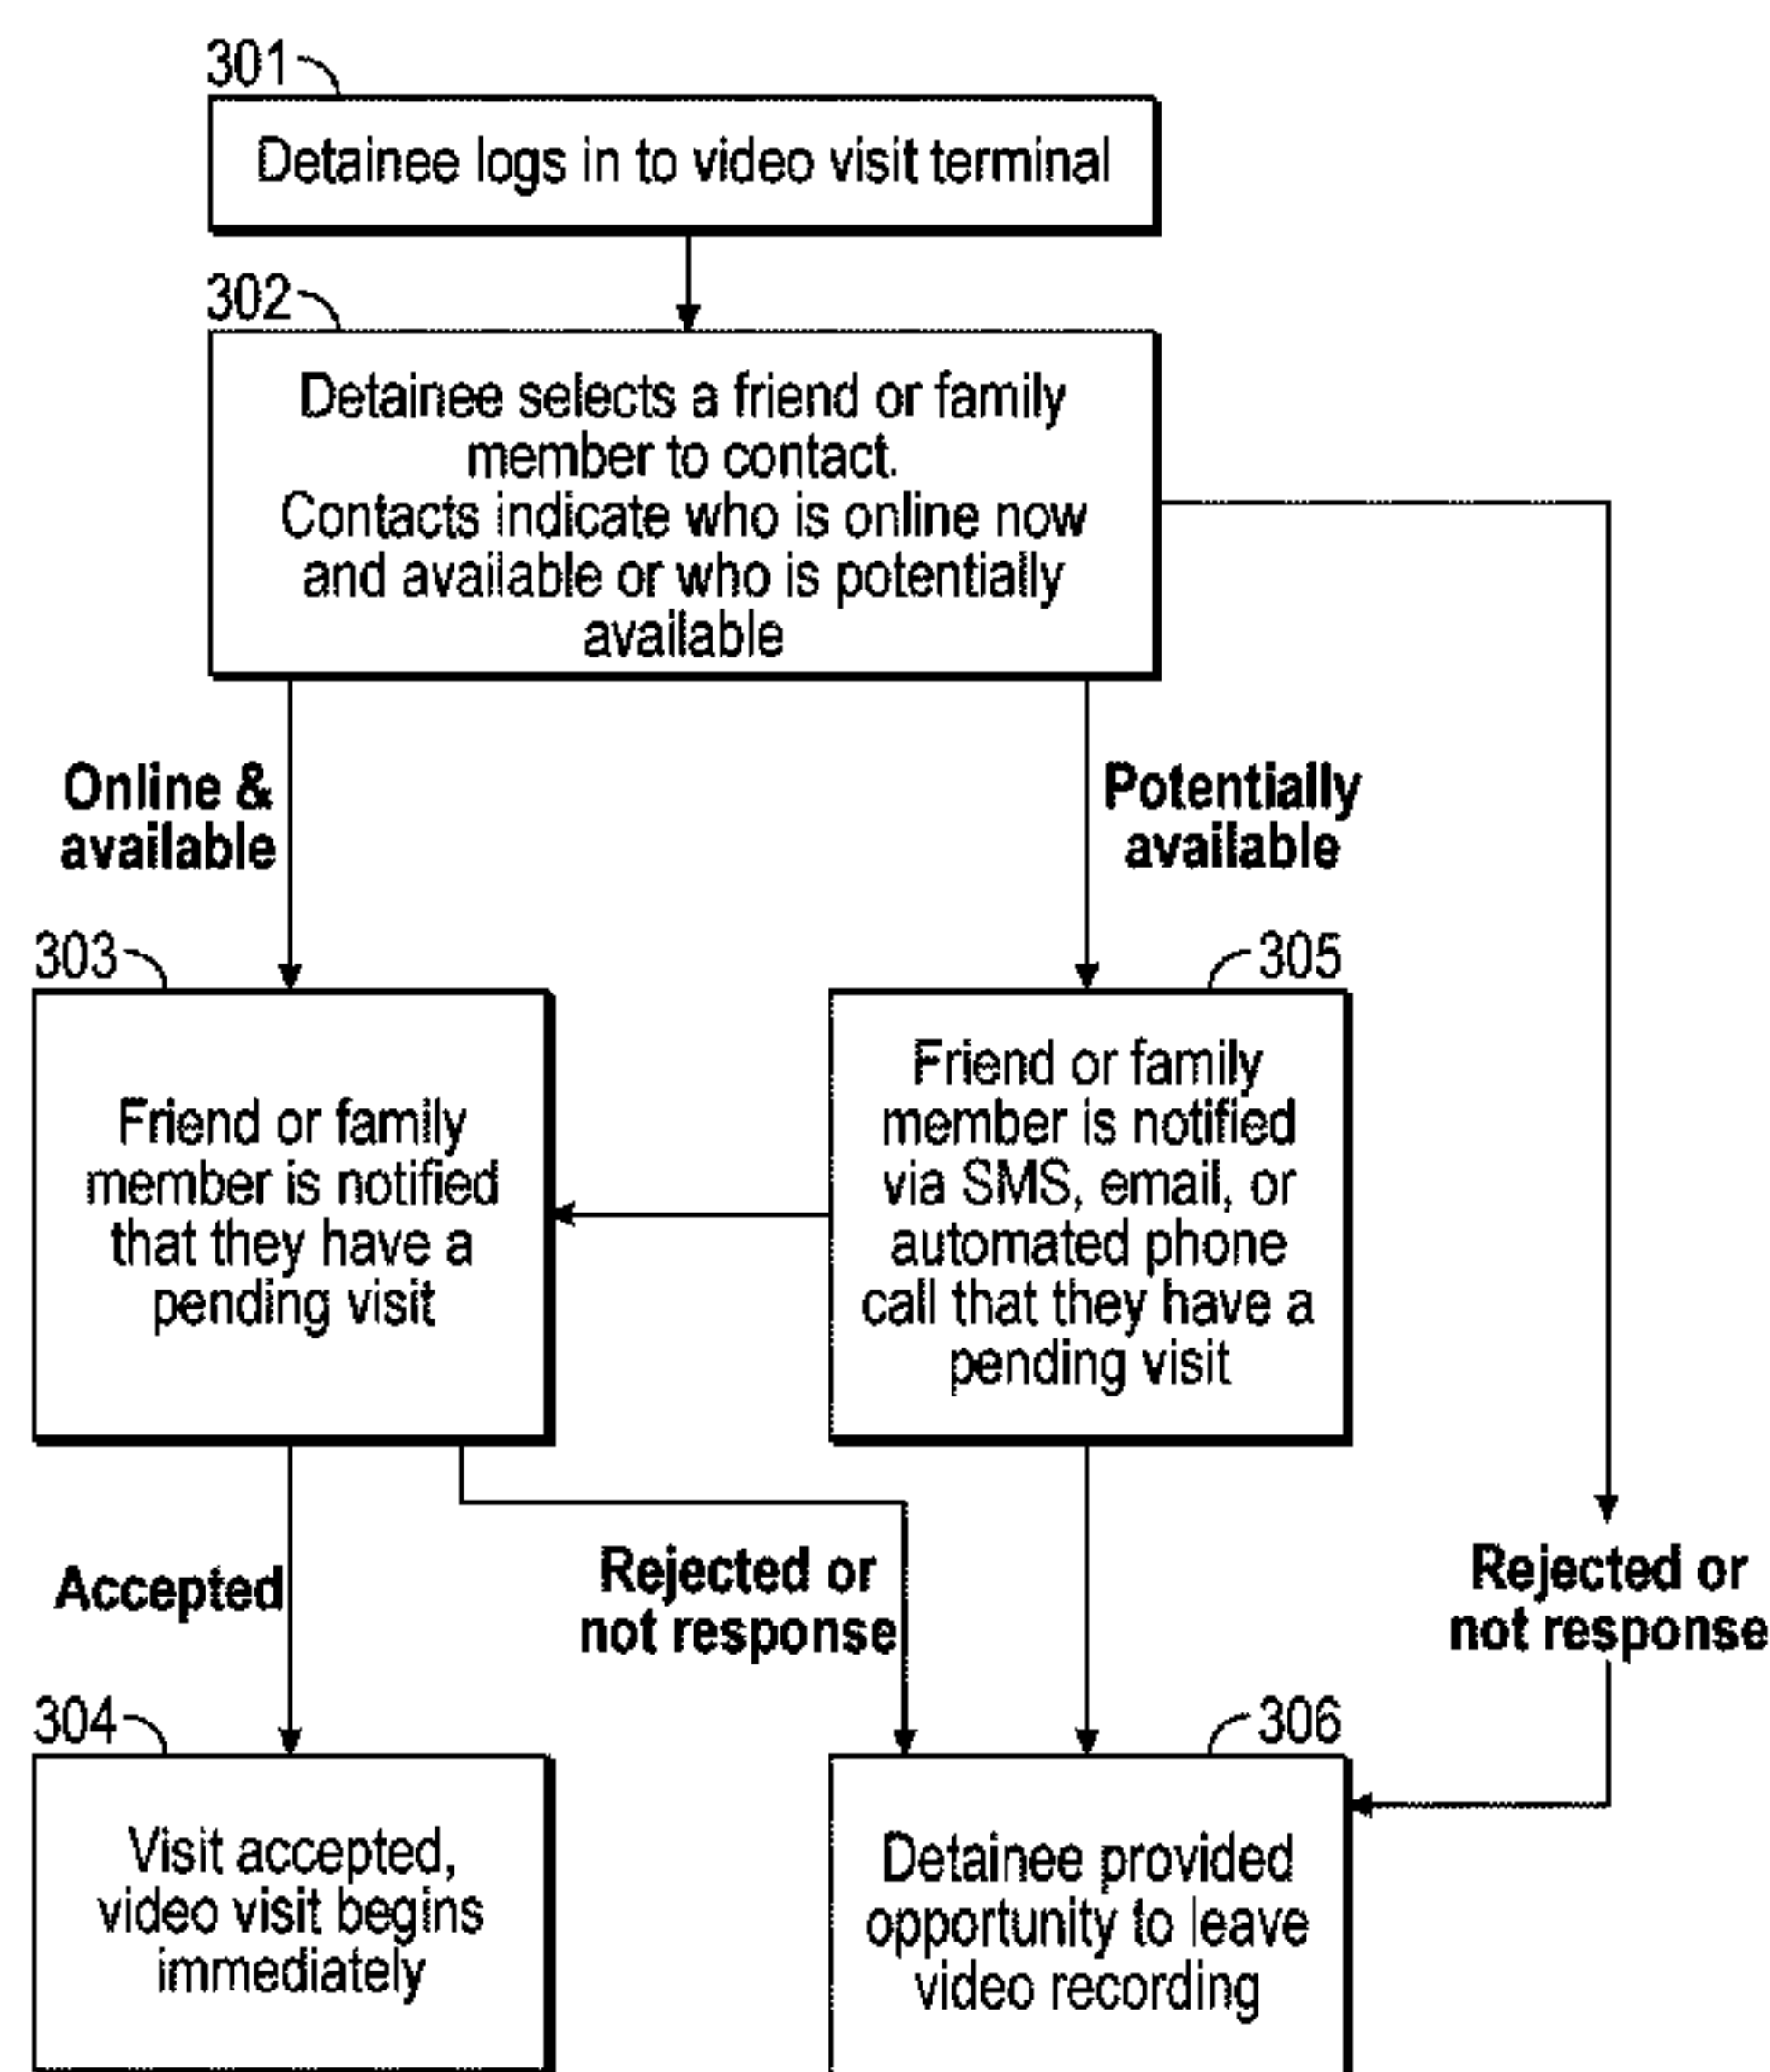 301
Detainee logs in to video visit terminal
302
Detainee selects a friend or family
member to contact.
Contacts indicate who is online now
and available or who is potentially
available
Online &
available
Potentially
available
303
Friend or family
member is notified
that they have a
pending visit
305
Friend or family
member is notified
via SMS, email, or
automated phone
call that they have a
pending visit
Accepted
Rejected or
not response
Rejected or
not response
304
Visit accepted,
video visit begins
immediately
306
Detainee provided
opportunity to leave
video recording